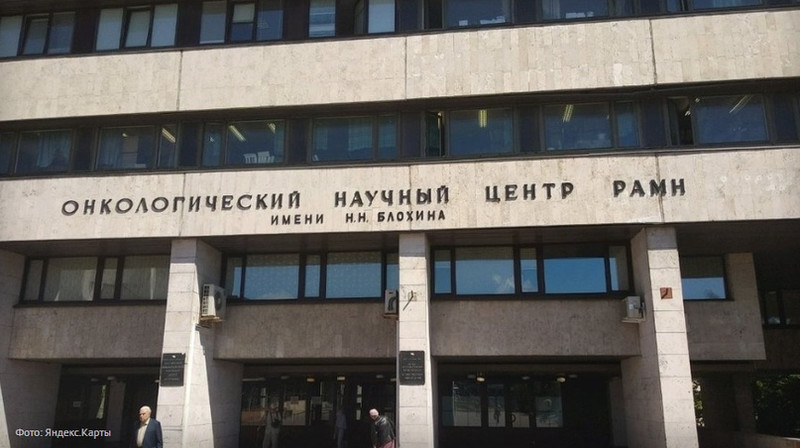 ОНКОЛОГИЧЕСКИЙ НАУЧНЫЙ ЦЕНТР РАМН
ИМЕНИ Н.Н. БЛОХИНА
Фото: Яндекс.Карты